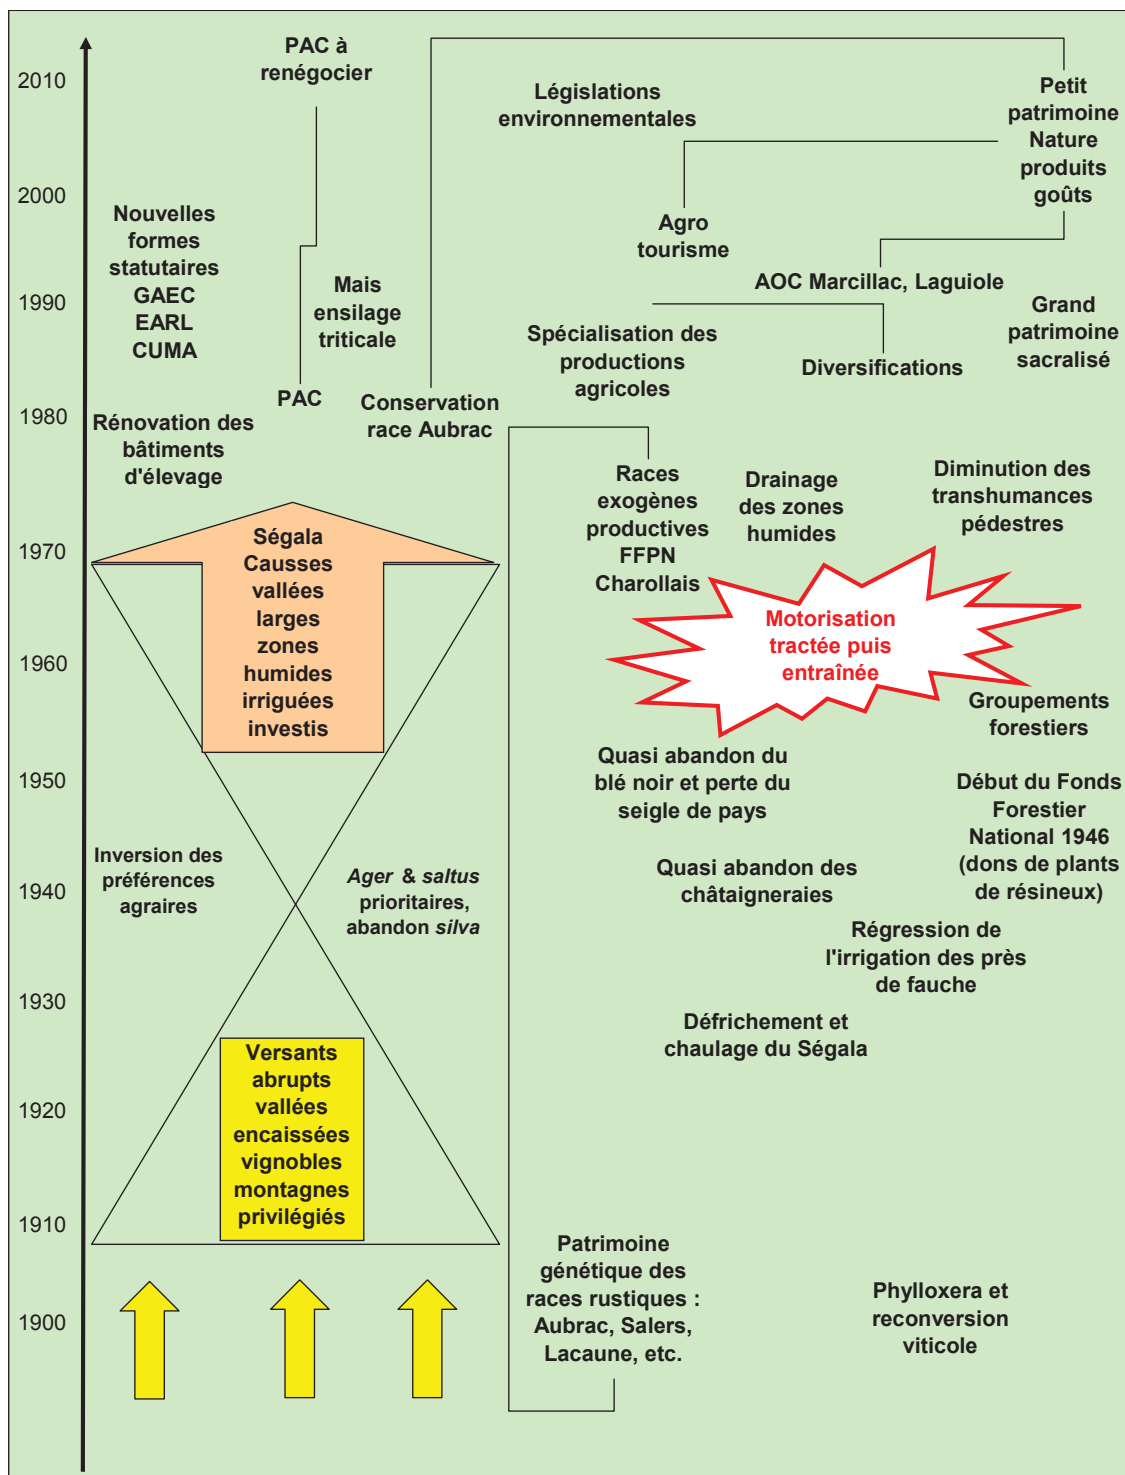 2010
2000
1990
1980
1970
1960
1950
1940
1930
1920
1910
1900
PAC à
renégocier
Législations
environnementales
Petit
patrimoine
Nature
produits
goûts
Nouvelles
formes
statutaires
GAEC
EARL
CUMA
Agro
tourisme
Mais
ensilage
triticale
AOC Marcillac, Laguiole
Grand
patrimoine
sacralisé
Spécialisation des
productions
agricoles
Diversifications
PAC
Conservation
race Aubrac
Rénovation des
bâtiments
d'élevage
Races
exogènes
productives
FFPN
Charollais
Drainage
des zones
humides
Diminution des
transhumances
pédestres
Ségala
Causses
vallées
larges
zones
humides
irriguées
investis
Motorisation
tractée puis
entraînée
Groupements
forestiers
Quasi abandon du
blé noir et perte du
seigle de pays
Début du Fonds
Forestier
National 1946
(dons de plants
de résineux)
Inversion des
préférences
agraires
Ager & saltus
prioritaires,
abandon silva
Quasi abandon des
châtaigneraies
Régression de
l'irrigation des près
de fauche
Défrichement et
chaulage du Ségala
Versants
abrupts
vallées
encaissées
vignobles
montagnes
privilégiés
Patrimoine
génétique des
races rustiques :
Aubrac, Salers,
Lacaune, etc.
Phylloxera et
reconversion
viticole